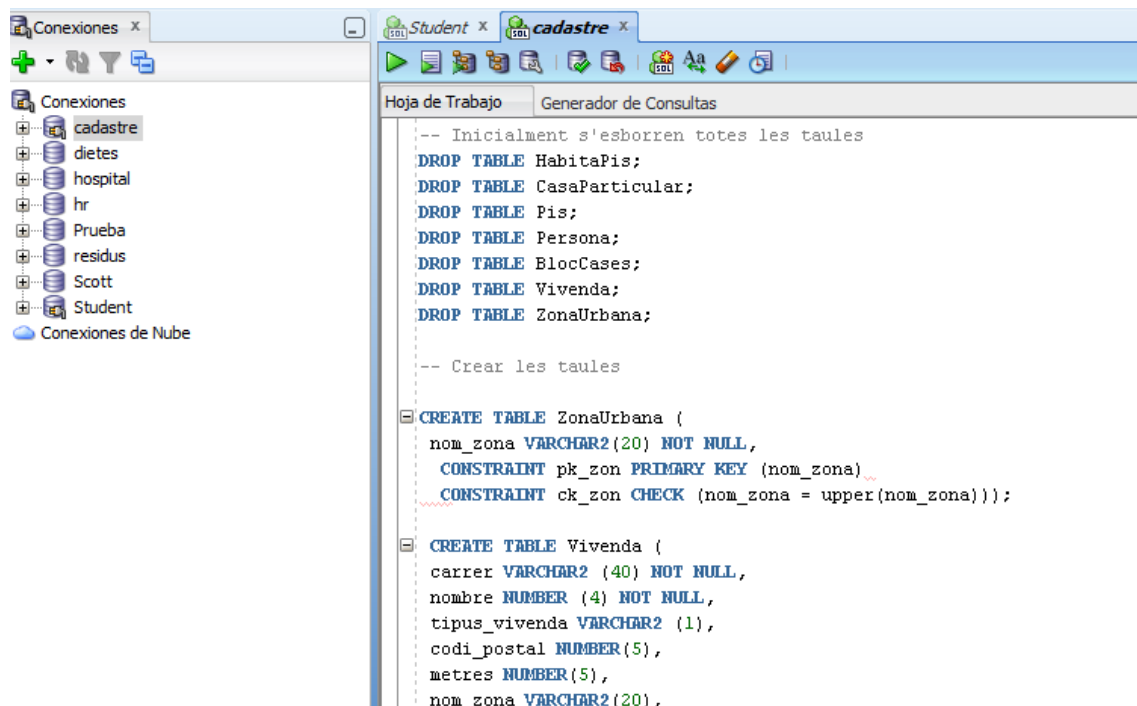 Conexiones
Conexiones
cadastre
dietes
hospital
hr
Prueba
residus
Scott
Student
Conexiones de Nube
Student
cadastre
Hoja de Trabajo
Generador de Consultas
-- Inicialment s'esborren totes les taules
DROP TABLE HabitaPis;
DROP TABLE CasaParticular;
DROP TABLE Pis;
DROP TABLE Persona;
DROP TABLE BlocCases;
DROP TABLE Vivenda;
DROP TABLE ZonaUrbana;
-- Crear les taules
CREATE TABLE ZonaUrbana (
nom_zona VARCHAR2(20) NOT NULL,
CONSTRAINT pk_zon PRIMARY KEY (nom_zona)
CONSTRAINT ck_zon CHECK (nom_zona = upper(nom_zona)));
CREATE TABLE Vivenda (
carrer VARCHAR2 (40) NOT NULL,
nombre NUMBER (4) NOT NULL,
tipus_vivenda VARCHAR2 (1),
codi_postal NUMBER(5),
metres NUMBER(5),
nom_zona VARCHAR2(20),